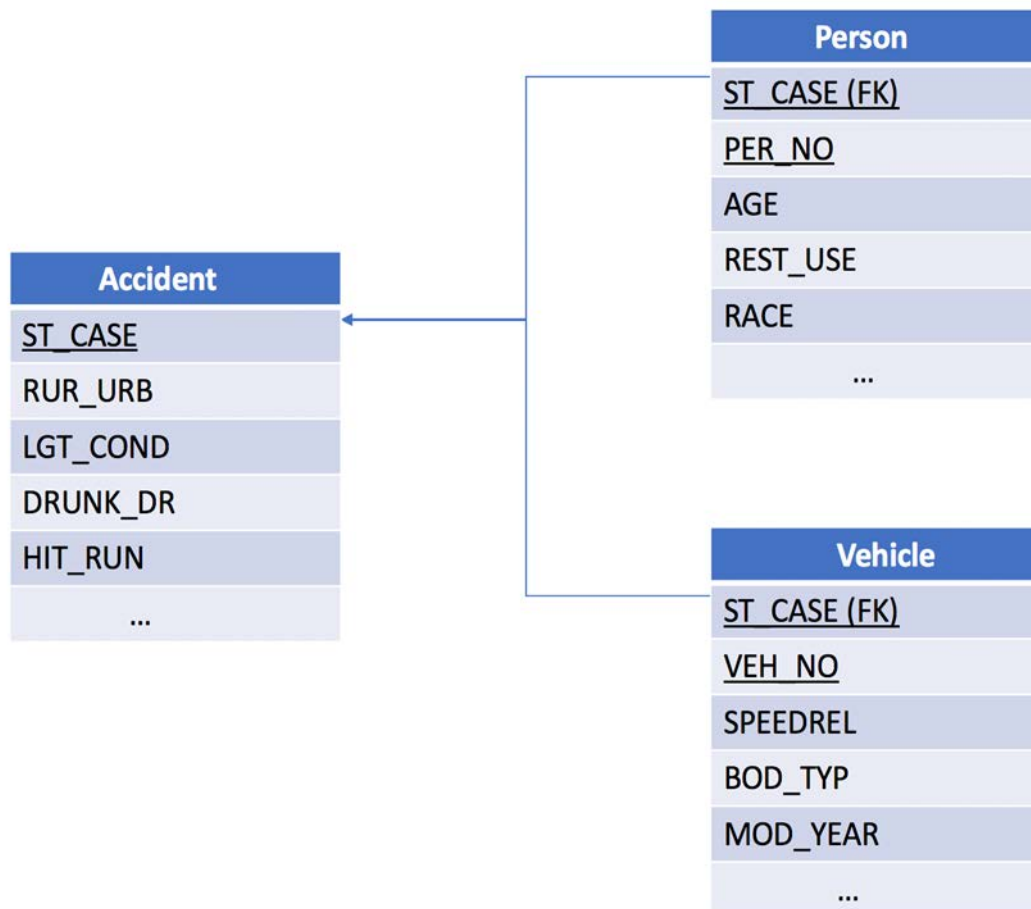 Accident
ST_CASE
RUR_URB
LGT_COND
DRUNK_DR
HIT_RUN
...
Person
ST_CASE (FK)
PER_NO
AGE
REST_USE
RACE
...
Vehicle
ST_CASE (FK)
VEH_NO
SPEEDREL
BOD_TYP
MOD_YEAR
...